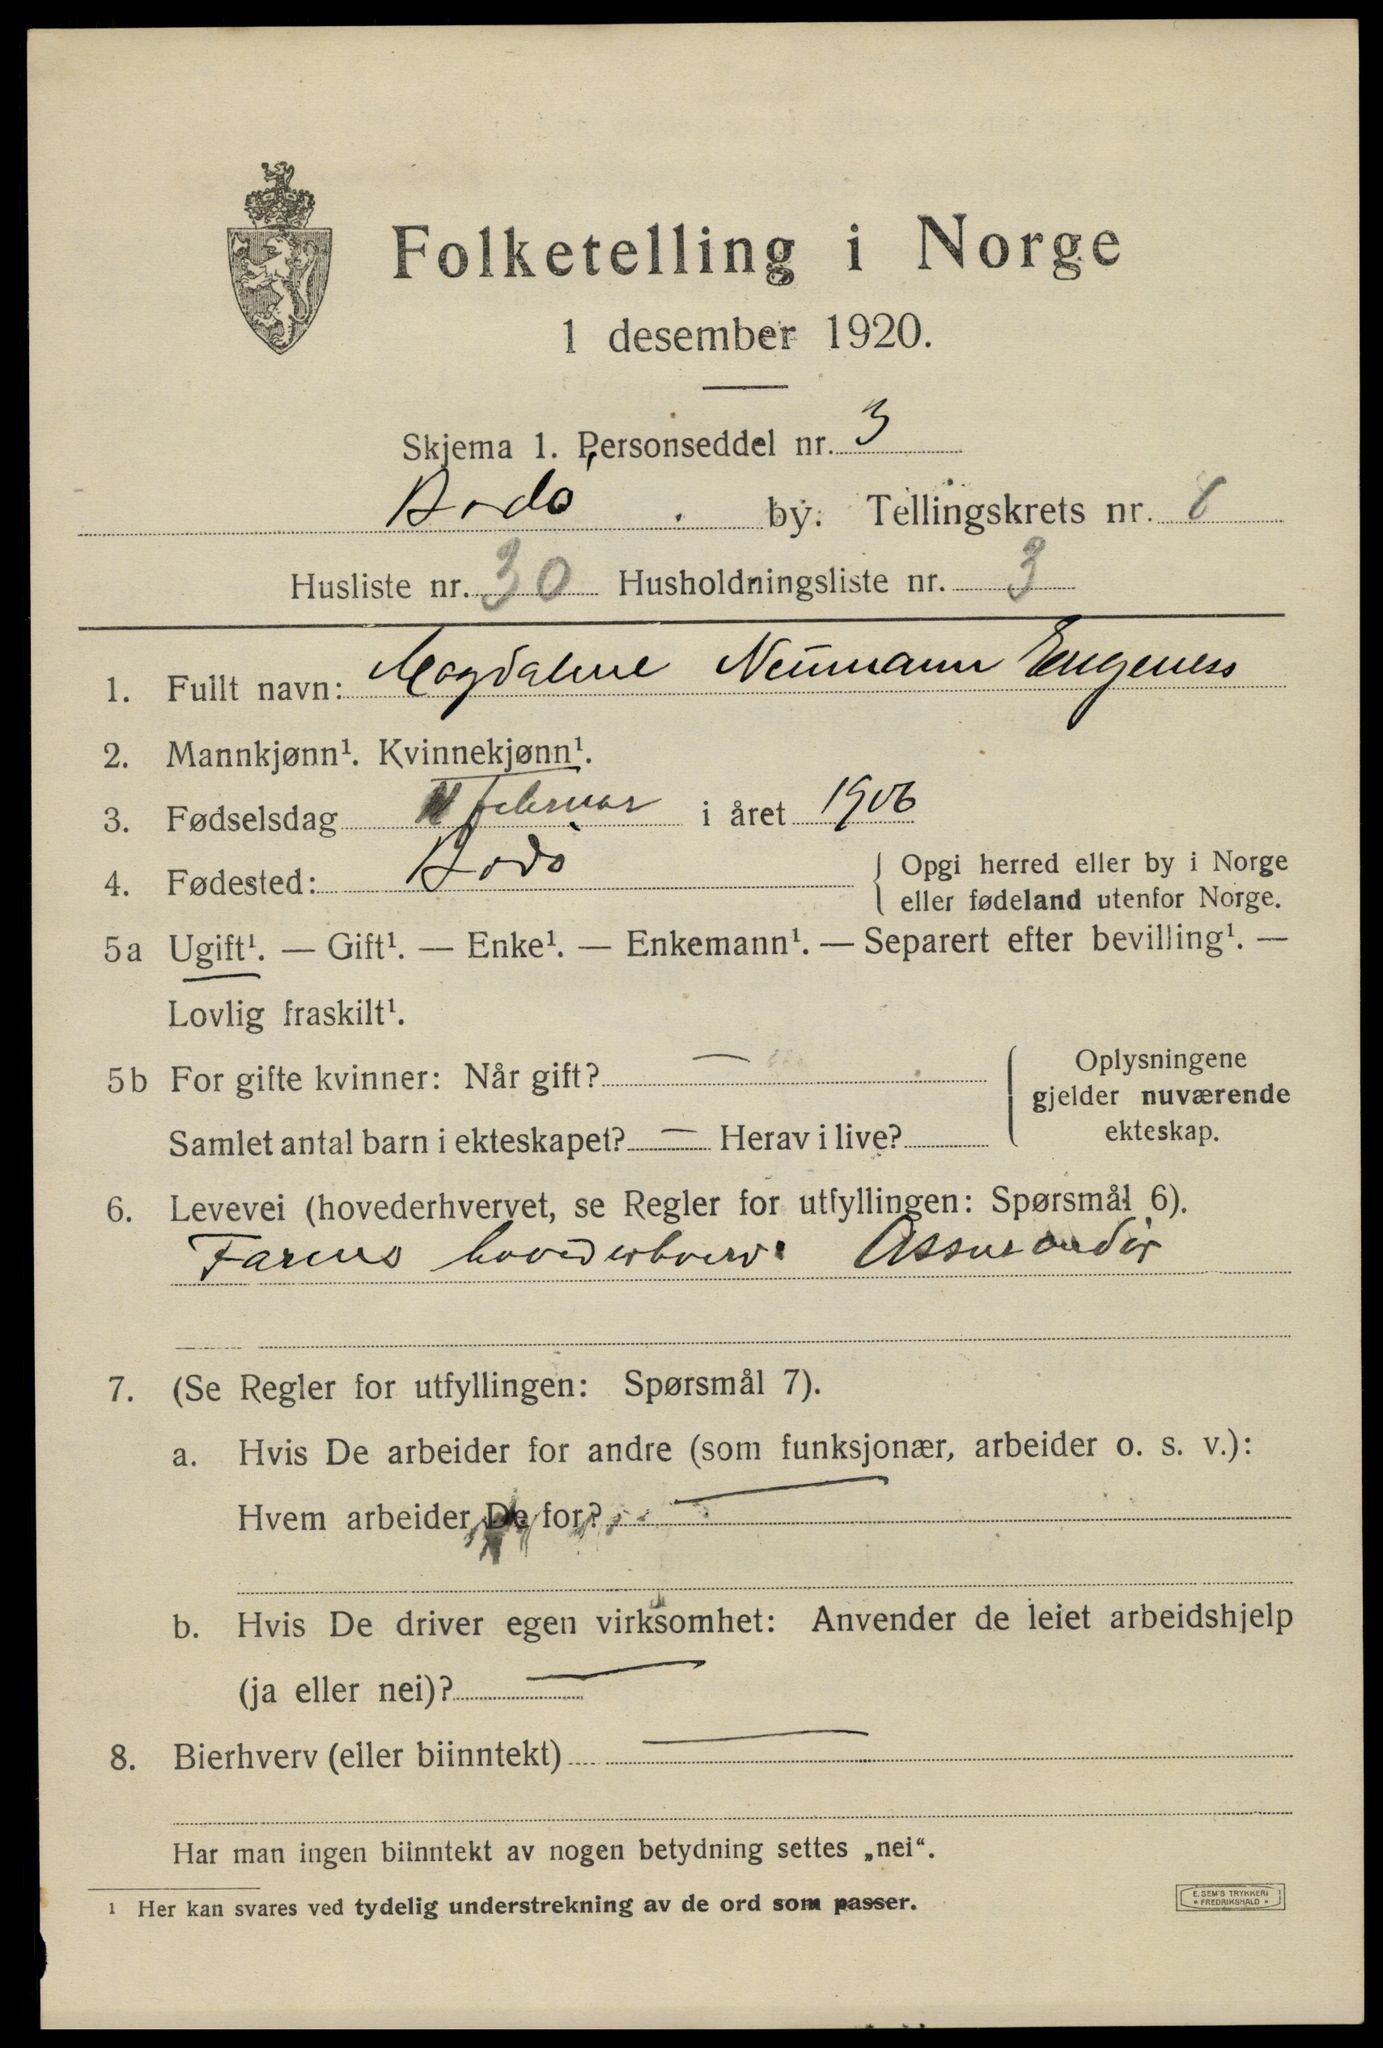 Folketelling i Norge
1 desember 1920.
Skjema 1. Personseddel nr. 3
Bodø by. Tellingskrets nr.
Husliste nr. 30 Husholdningsliste nr. 3
1. Fullt navn: Magdalene Neumann Engeness
2. Mannkjønn¹. Kvinnekjønn¹.
3. Fødselsdag februar i året 1906
4. Fødested: Bodø { Opgi herred eller by i Norge
eller fødeland utenfor Norge.
5a Ugift¹. — Gift¹. — Enke¹. — Enkemann¹. — Separert efter bevilling¹. —
Lovlig fraskilt¹.
5b For gifte kvinner: Når gift? — { Oplysningene
gjelder nuværende
ekteskap.
Samlet antal barn i ekteskapet? — Herav i live?
6. Levevei (hovederhvervet, se Regler for utfyllingen: Spørsmål 6).
Farens hovederhverv: Assurandør
7. (Se Regler for utfyllingen: Spørsmål 7).
a. Hvis De arbeider for andre (som funksjonær, arbeider o. s. v.):
Hvem arbeider De for? —
b. Hvis De driver egen virksomhet: Anvender de leiet arbeidshjelp
(ja eller nei)? —
8. Bierhverv (eller biinntekt) —
Har man ingen biinntekt av nogen betydning settes „nei“.
¹ Her kan svares ved tydelig understrekning av de ord som passer.
E. SEM'S TRYKKERI
* FREDRIKSHALD *